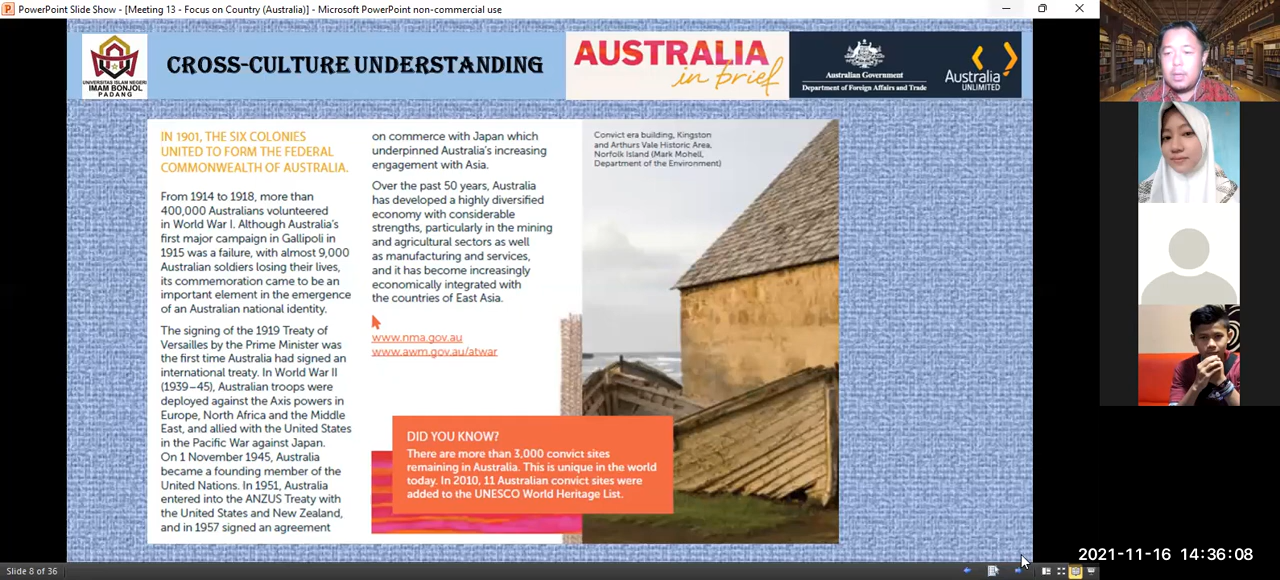 PowerPoint Slide Show - [Meeting 13 - Focus on Country (Australia)] - Microsoft PowerPoint non-commercial use
UNIVERSITAS ISLAM NEGERI
IMAM BONJOL
PADANG
CROSS-CULTURE UNDERSTANDING
AUSTRALIA
in brief
Australian Government
Department of Foreign Affairs and Trade
Australia
UNLIMITED
IN 1901, THE SIX COLONIES
UNITED TO FORM THE FEDERAL
COMMONWEALTH OF AUSTRALIA.
From 1914 to 1918, more than
400,000 Australians volunteered
in World War I. Although Australia's
first major campaign in Gallipoli in
1915 was a failure, with almost 9,000
Australian soldiers losing their lives,
its commemoration came to be an
important element in the emergence
of an Australian national identity.
The signing of the 1919 Treaty of
Versailles by the Prime Minister was
the first time Australia had signed an
international treaty. In World War II
(1939–45), Australian troops were
deployed against the Axis powers in
Europe, North Africa and the Middle
East, and allied with the United States
in the Pacific War against Japan.
On 1 November 1945, Australia
became a founding member of the
United Nations. In 1951, Australia
entered into the ANZUS Treaty with
the United States and New Zealand,
and in 1957 signed an agreement
on commerce with Japan which
underpinned Australia's increasing
engagement with Asia.
Over the past 50 years, Australia
has developed a highly diversified
economy with considerable
strengths, particularly in the mining
and agricultural sectors as well
as manufacturing and services,
and it has become increasingly
economically integrated with
the countries of East Asia.
www.nma.gov.au
www.awm.gov.au/atwar
Convict era building, Kingston
and Arthurs Vale Historic Area,
Norfolk Island (Mark Mohell,
Department of the Environment)
DID YOU KNOW?
There are more than 3,000 convict sites
remaining in Australia. This is unique in the world
today. In 2010, 11 Australian convict sites were
added to the UNESCO World Heritage List.
2021-11-16 14:36:08
Slide 8 of 36